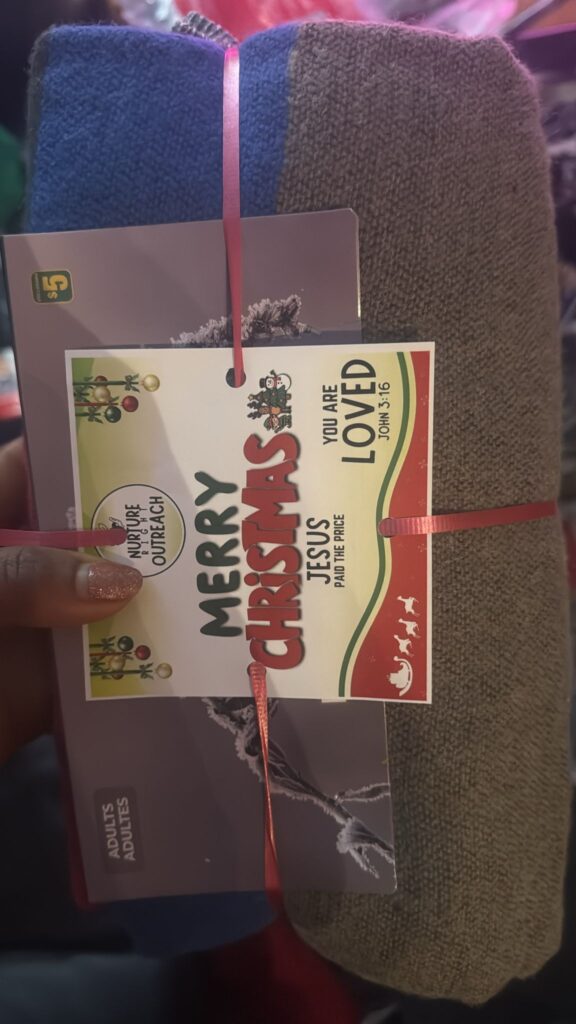 MERRY
CHRISTMAS
JESUS
PAID THE PRICE
YOU ARE
LOVED
JOHN 3:16
NURTURE
RIGHT
OUTREACH
$5
ADULTS
ADULTES